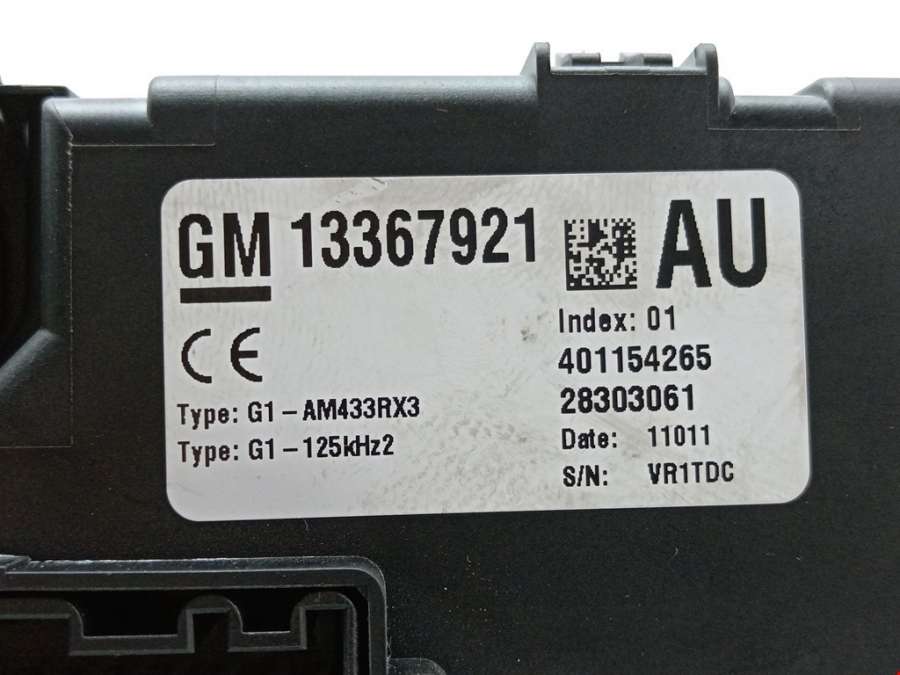 GM 13367921 AU
CE
Type: G1-AM433RX3
Type: G1-125kHz2
Index: 01
401154265
28303061
Date: 11011
S/N: VR1TDC